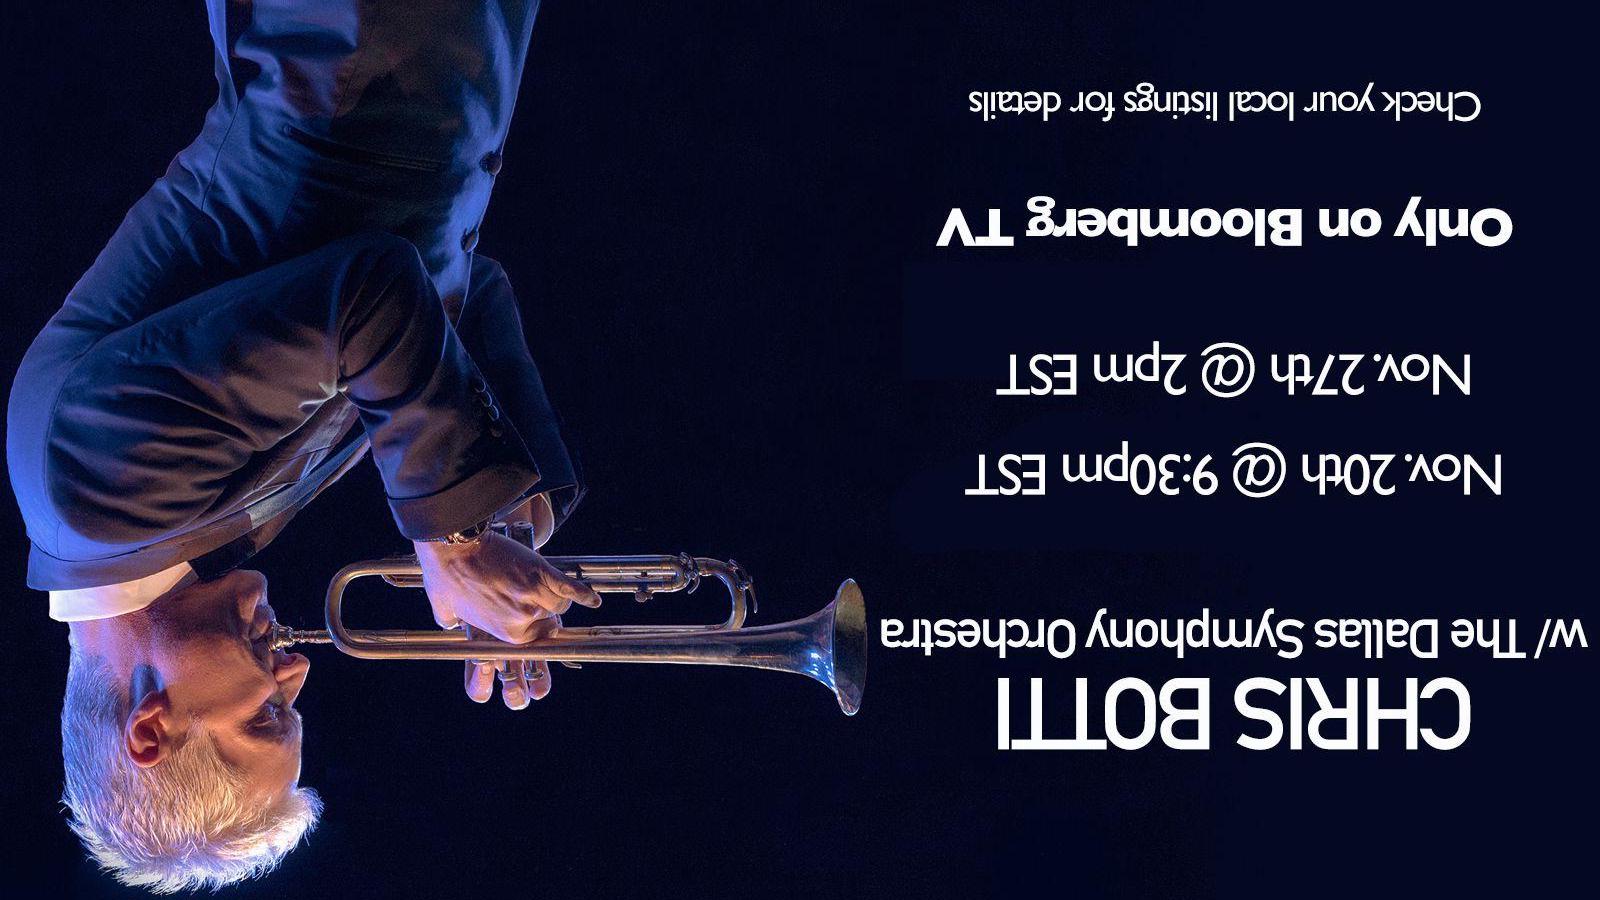 CHRIS BOTTI
w/ The Dallas Symphony Orchestra
Nov. 20th @ 9:30pm EST
Nov. 27th @ 2pm EST
Only on Bloomberg TV
Check your local listings for details